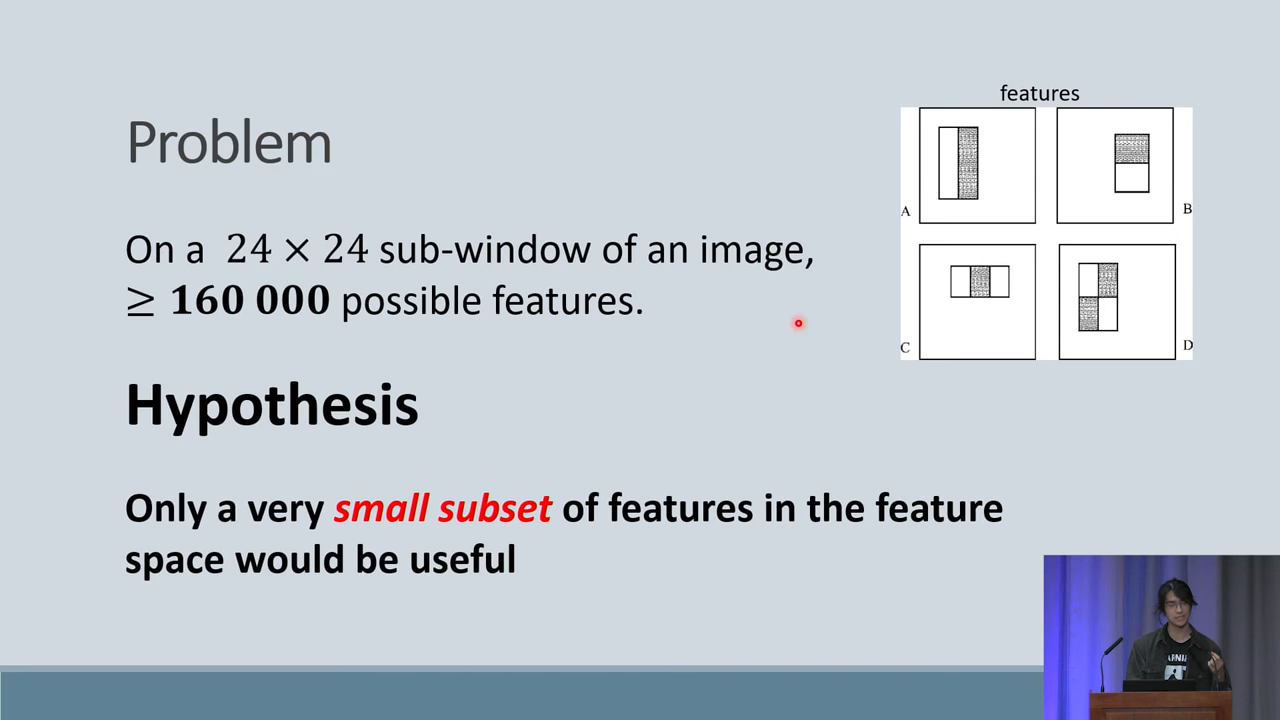 Problem
features
A
B
C
D
On a 24 × 24 sub-window of an image,
≥ 160 000 possible features.
Hypothesis
Only a very small subset of features in the feature
space would be useful